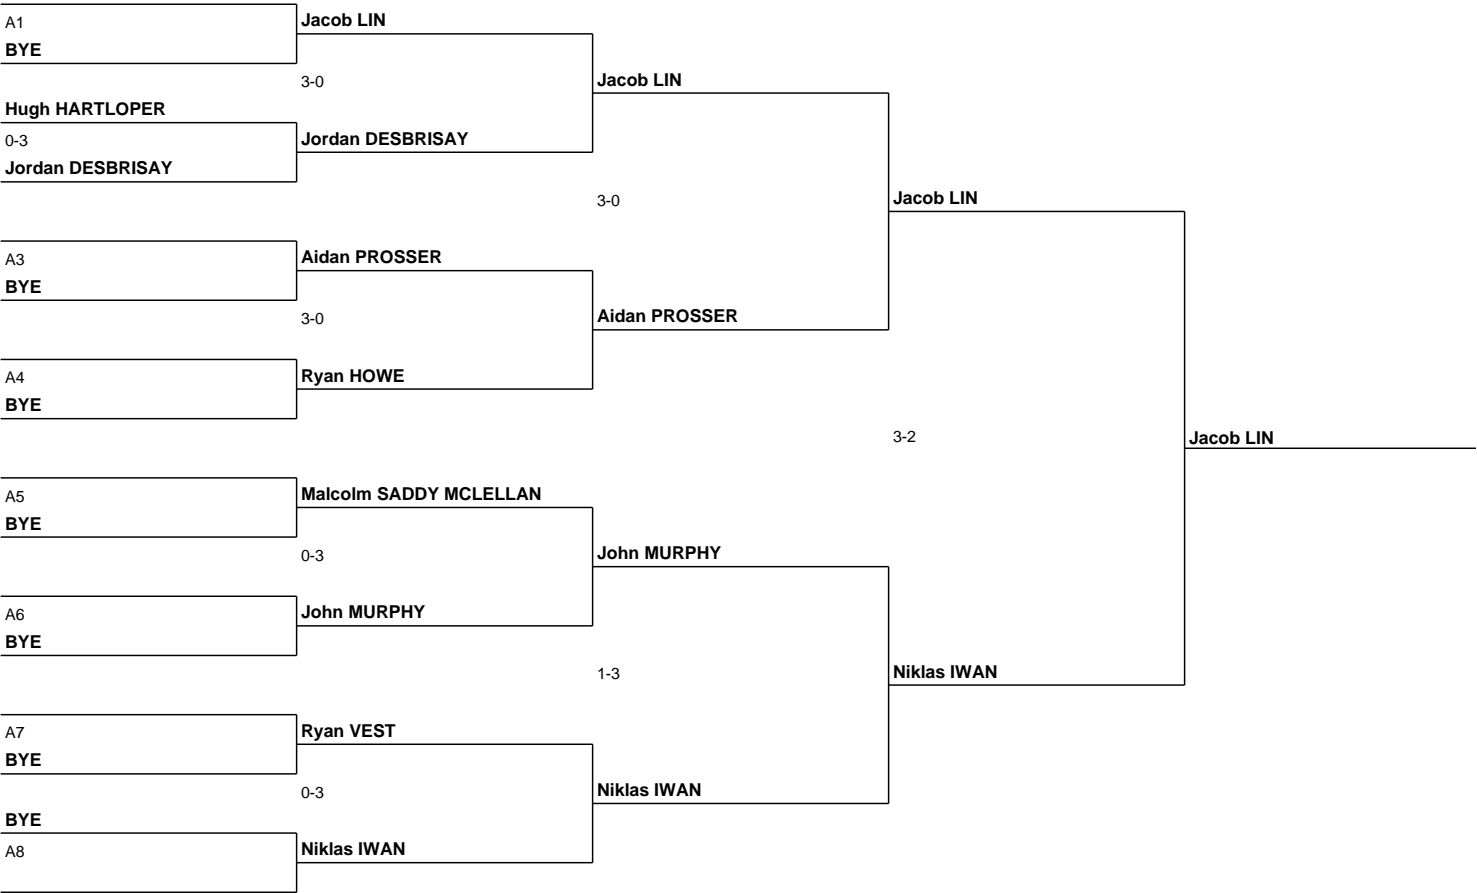 A1
BYE
Hugh HARTLOPER
0-3
Jordan DESBRISAY
A3
BYE
A4
BYE
A5
BYE
A6
BYE
A7
BYE
BYE
A8
Jacob LIN
3-0
Jordan DESBRISAY
Aidan PROSSER
3-0
Ryan HOWE
Malcolm SADDY MCLELLAN
0-3
John MURPHY
Ryan VEST
0-3
Niklas IWAN
Jacob LIN
3-0
Aidan PROSSER
John MURPHY
1-3
Niklas IWAN
Jacob LIN
3-2
Niklas IWAN
Jacob LIN